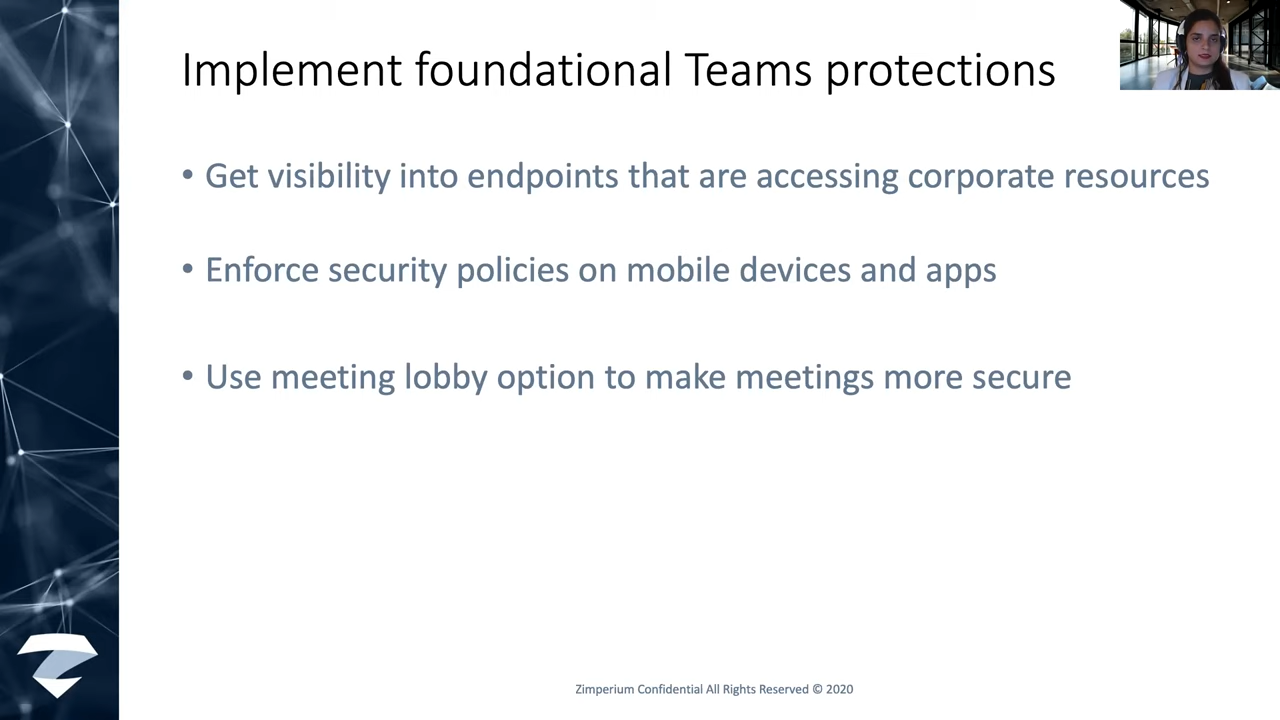 Implement foundational Teams protections
• Get visibility into endpoints that are accessing corporate resources
• Enforce security policies on mobile devices and apps
• Use meeting lobby option to make meetings more secure
Zimperium Confidential All Rights Reserved © 2020